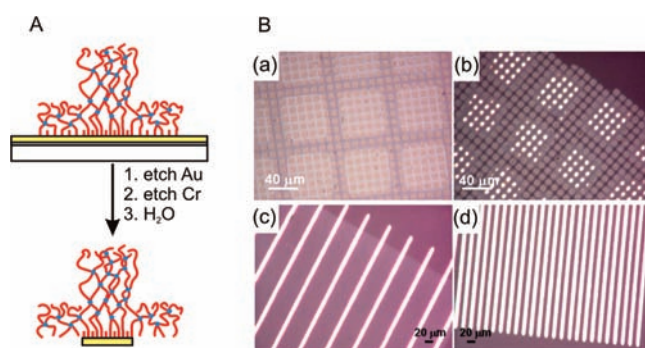 A
B
(a)
(b)
1. etch Au
2. etch Cr
3. H₂O
40 μm
40 μm
(c)
(d)
20 μm
20 μm